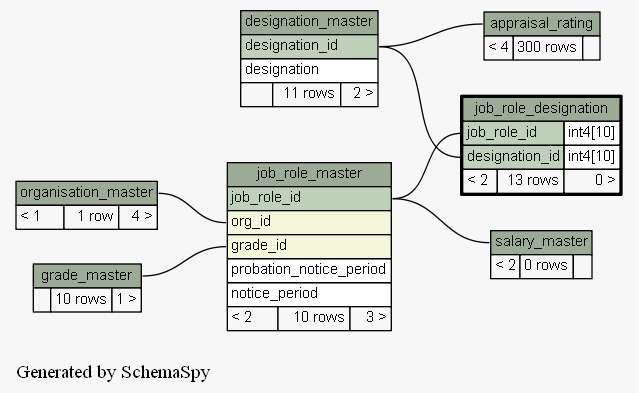 designation_master
designation_id
designation
11 rows 2 >
appraisal_rating
< 4 300 rows
job_role_designation
job_role_id int4[10]
designation_id int4[10]
< 2 13 rows 0 >
job_role_master
job_role_id
org_id
grade_id
probation_notice_period
notice_period
< 2 10 rows 3 >
organisation_master
< 1 1 row 4 >
grade_master
10 rows 1 >
salary_master
< 2 0 rows
Generated by SchemaSpy